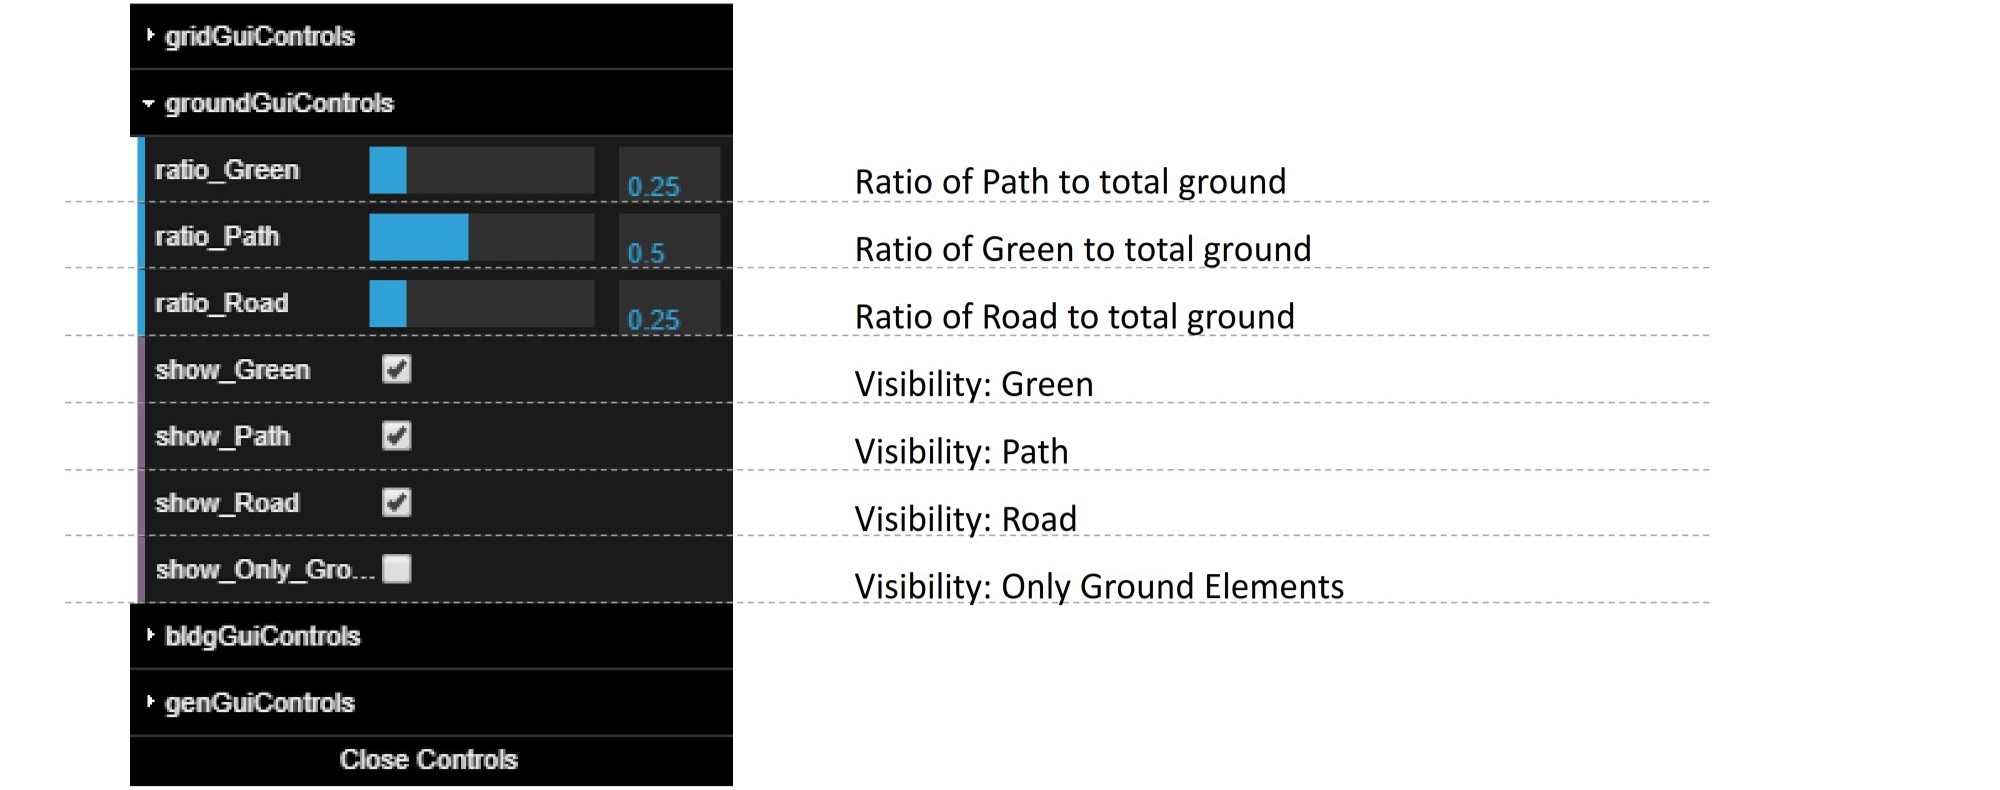 gridGuiControls
groundGuiControls
ratio_Green 0.25 Ratio of Path to total ground
ratio_Path 0.5 Ratio of Green to total ground
ratio_Road 0.25 Ratio of Road to total ground
show_Green Visibility: Green
show_Path Visibility: Path
show_Road Visibility: Road
show_Only_Gro... Visibility: Only Ground Elements
bldgGuiControls
genGuiControls
Close Controls